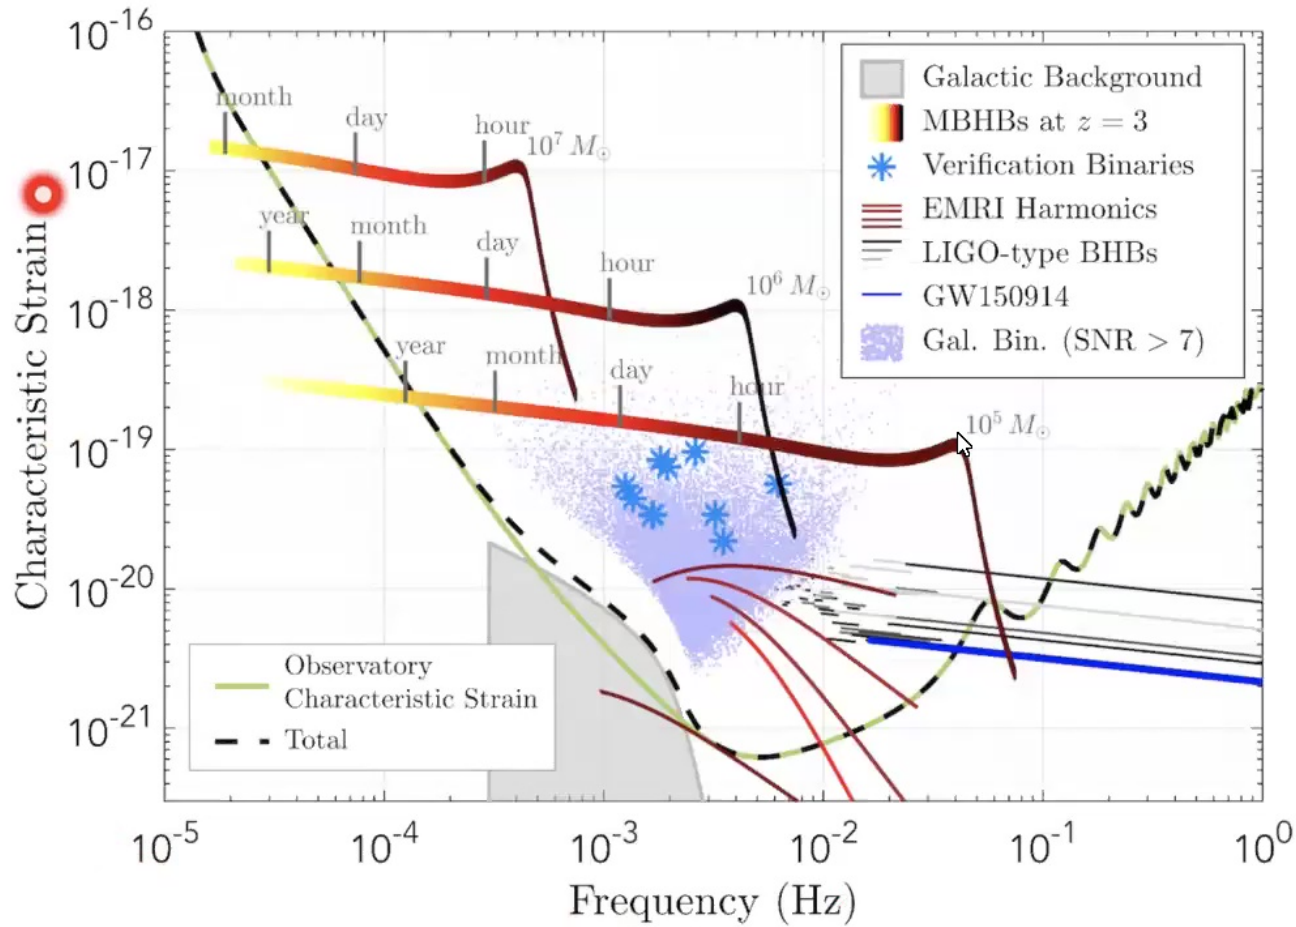 10⁻¹⁶
10⁻¹⁷
10⁻¹⁸
10⁻¹⁹
10⁻²⁰
10⁻²¹
Characteristic Strain
month
day
hour
10⁷ M☉
year
month
day
hour
10⁶ M☉
year
month
day
hour
10⁵ M☉
Galactic Background
MBHBs at z = 3
Verification Binaries
EMRI Harmonics
LIGO-type BHBs
GW150914
Gal. Bin. (SNR > 7)
Observatory
Characteristic Strain
Total
10⁻⁵ 10⁻⁴ 10⁻³ 10⁻² 10⁻¹ 10⁰
Frequency (Hz)